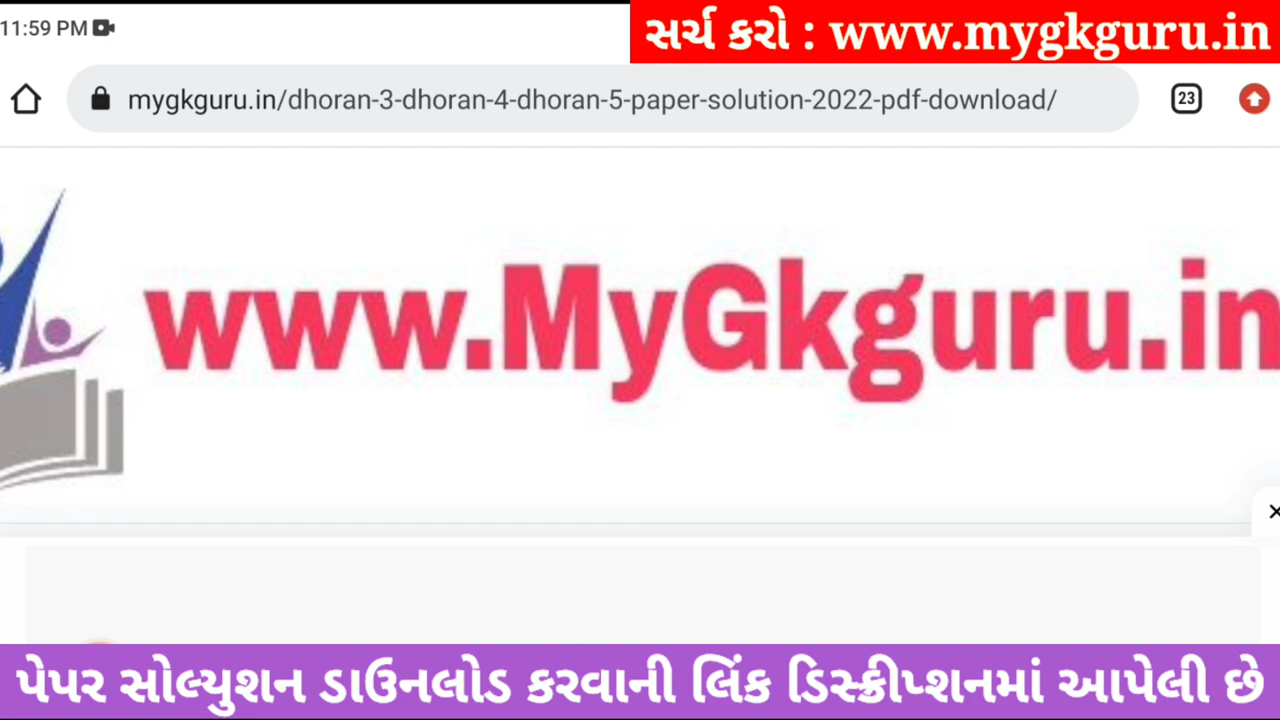 11:59 PM
સર્ચ કરો : www.mygkguru.in
mygkguru.in/dhoran-3-dhoran-4-dhoran-5-paper-solution-2022-pdf-download/
23
www.MyGkguru.in
પેપર સોલ્યુશન ડાઉનલોડ કરવાની લિંક ડિસ્ક્રીપ્શનમાં આપેલી છે